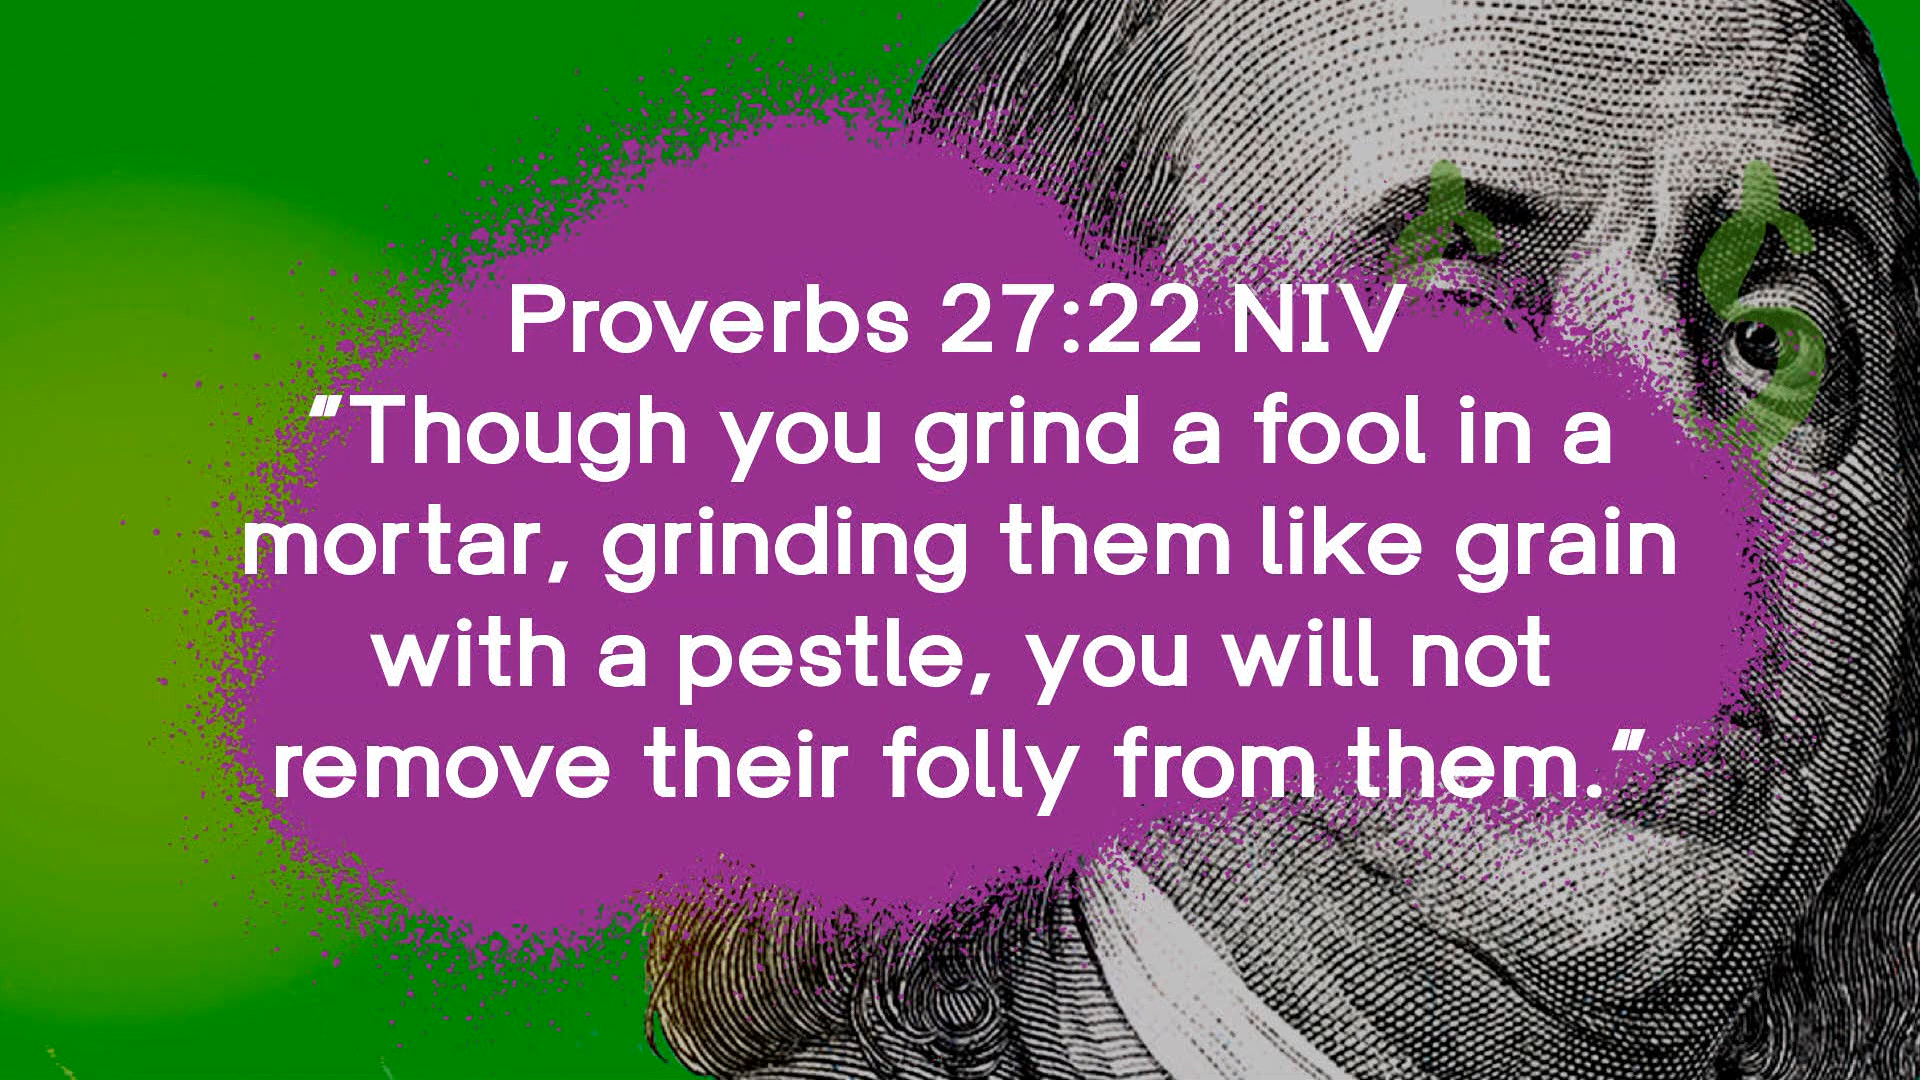 Proverbs 27:22 NIV
"Though you grind a fool in a
mortar, grinding them like grain
with a pestle, you will not
remove their folly from them."